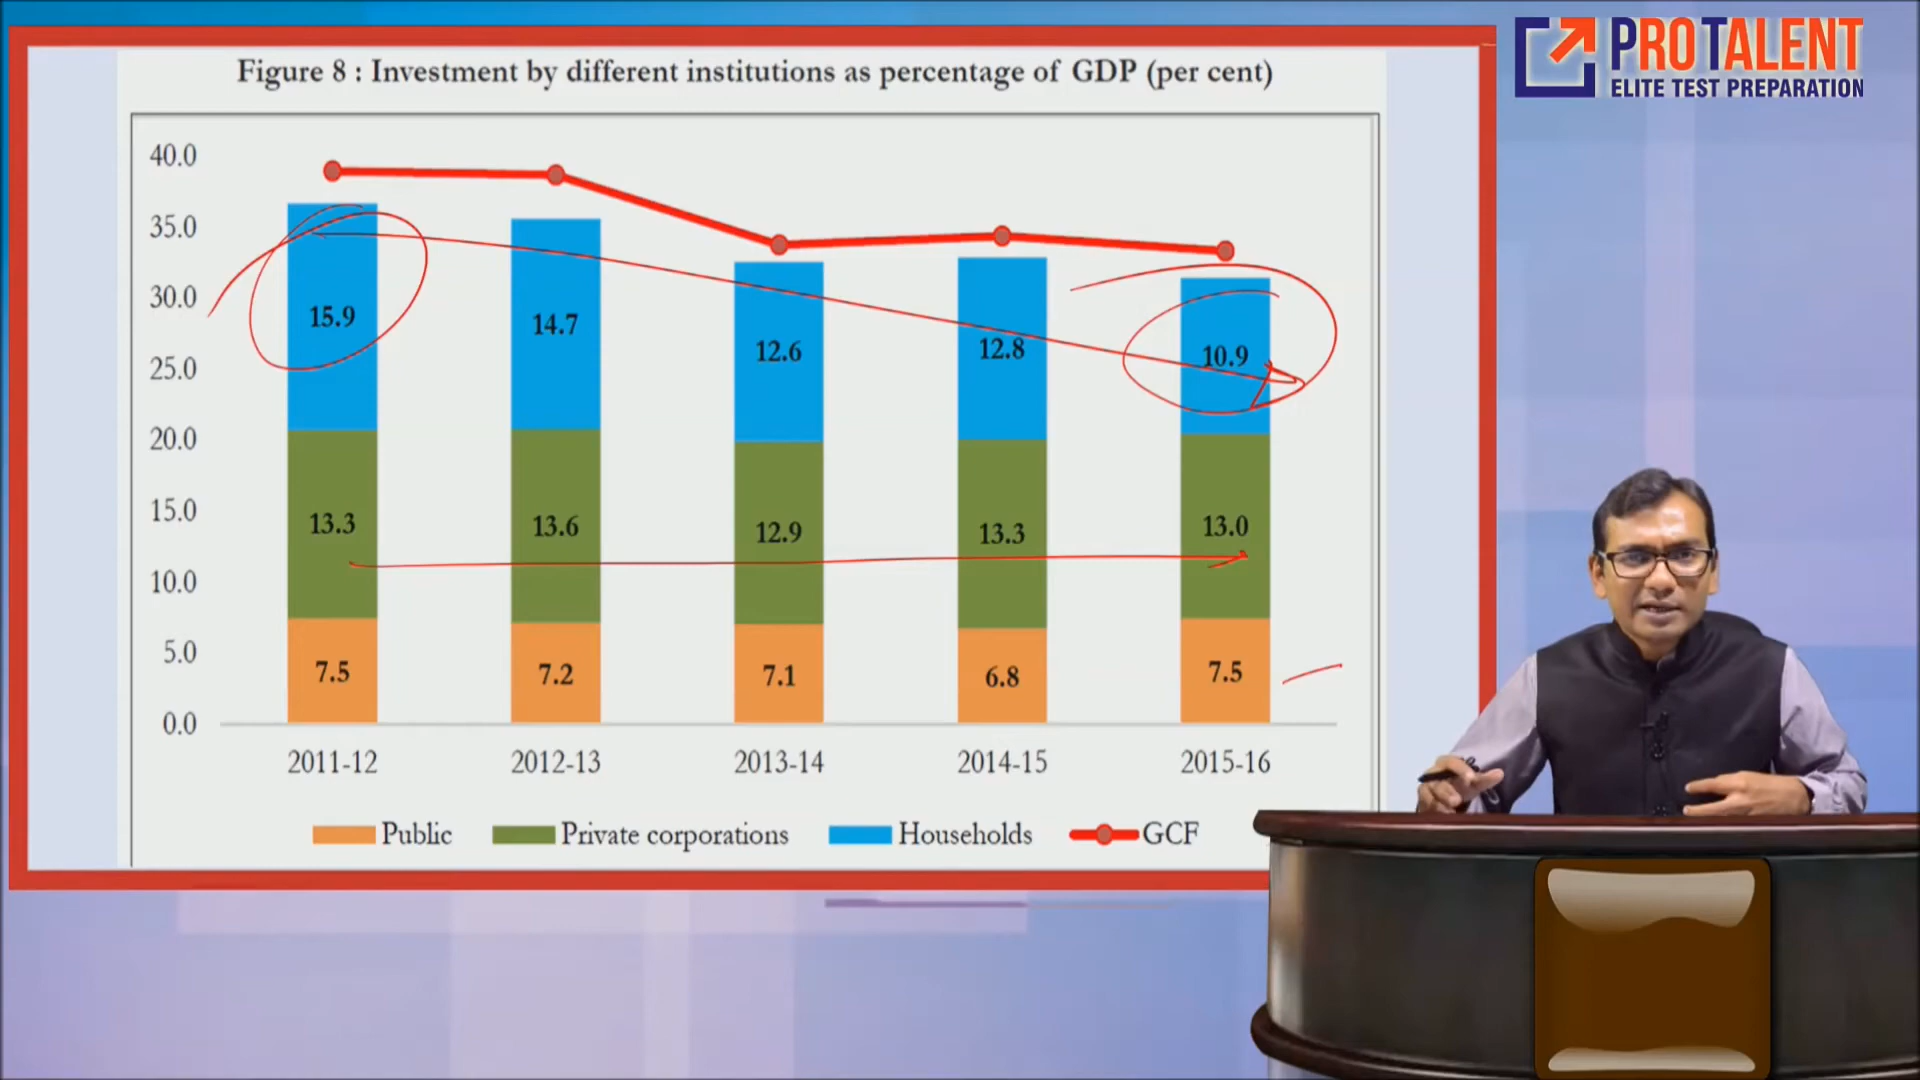 Figure 8 : Investment by different institutions as percentage of GDP (per cent)
PROTALENT
ELITE TEST PREPARATION
40.0
35.0
30.0
25.0
20.0
15.0
10.0
5.0
0.0
15.9 14.7 12.6 12.8 10.9
13.3 13.6 12.9 13.3 13.0
7.5 7.2 7.1 6.8 7.5
2011-12 2012-13 2013-14 2014-15 2015-16
Public Private corporations Households GCF